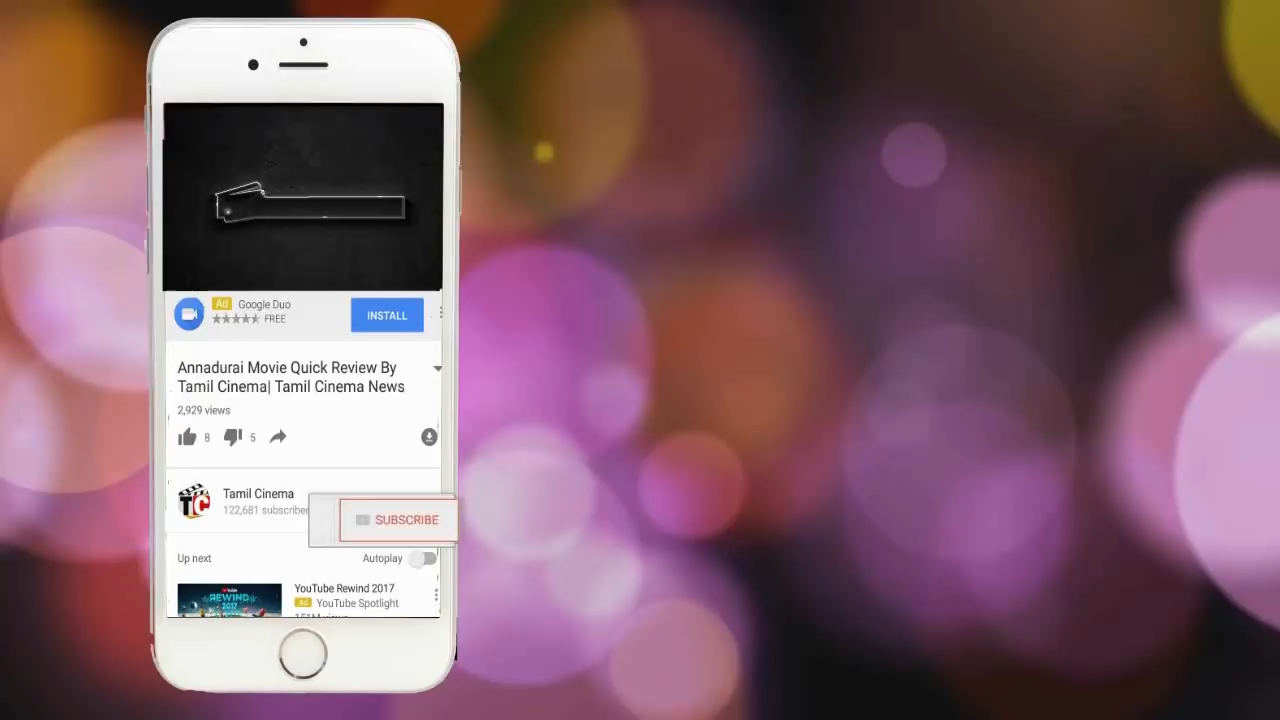 Ad Google Duo
FREE
INSTALL
Annadurai Movie Quick Review By
Tamil Cinema| Tamil Cinema News
2,929 views
8 5
TC
Tamil Cinema
122,681 subscriber
SUBSCRIBE
Up next Autoplay
YouTube Rewind 2017
Ad YouTube Spotlight
REWIND
2017